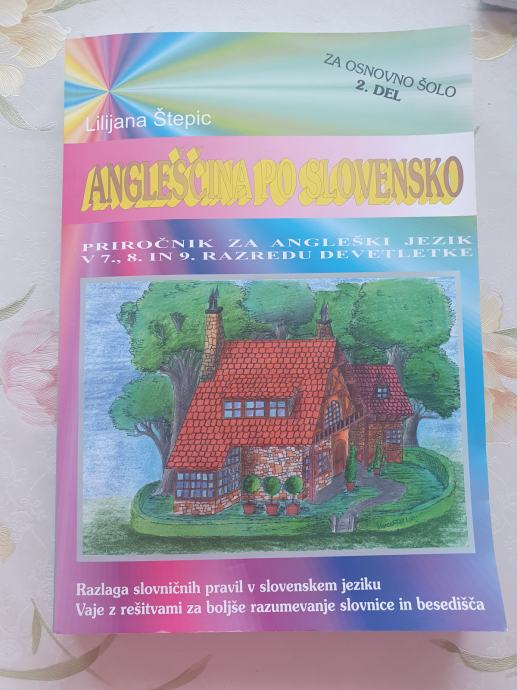 ZA OSNOVNO ŠOLO
2. DEL
Lilijana Štepic
ANGLEŠČINA PO SLOVENSKO
PRIROČNIK ZA ANGLEŠKI JEZIK
V 7., 8. IN 9. RAZREDU DEVETLETKE
Razlaga slovničnih pravil v slovenskem jeziku
Vaje z rešitvami za boljše razumevanje slovnice in besedišča